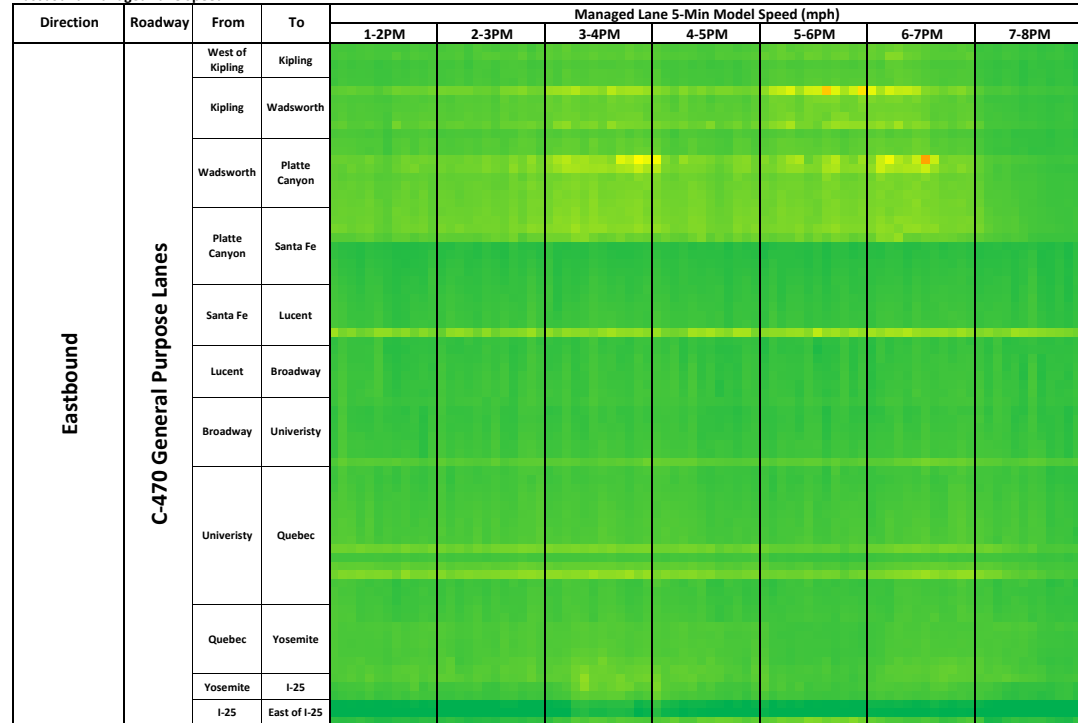 Direction Roadway From To Managed Lane 5-Min Model Speed (mph)
1-2PM 2-3PM 3-4PM 4-5PM 5-6PM 6-7PM 7-8PM
Eastbound
C-470 General Purpose Lanes
West of Kipling Kipling
Kipling Wadsworth
Wadsworth Platte Canyon
Platte Canyon Santa Fe
Santa Fe Lucent
Lucent Broadway
Broadway Univeristy
Univeristy Quebec
Quebec Yosemite
Yosemite I-25
I-25 East of I-25